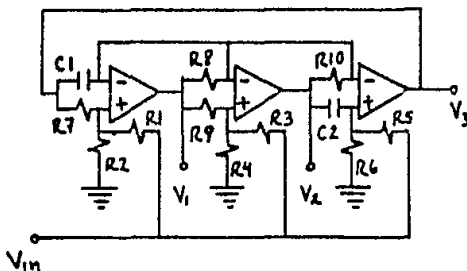 C1 R8 R10
− − −
+ + +
R7 R1 R9 R3 C2 R5
V3
R2 R4 R6
V1 V2
Vin